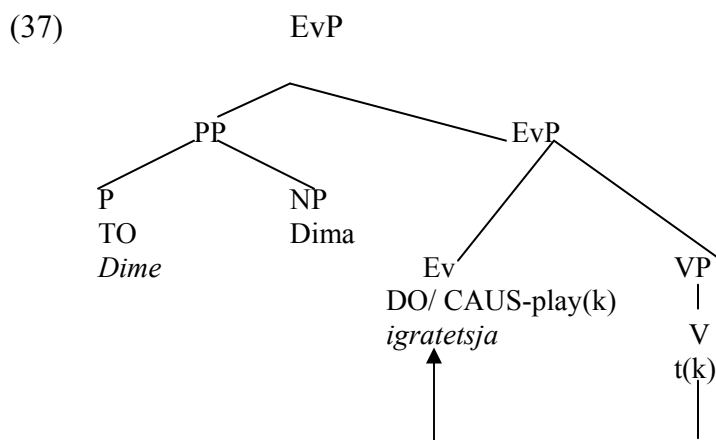 (37) EvP
PP EvP
P NP
TO Dima
Dime
Ev VP
DO/ CAUS-play(k) V
igratetsja t(k)